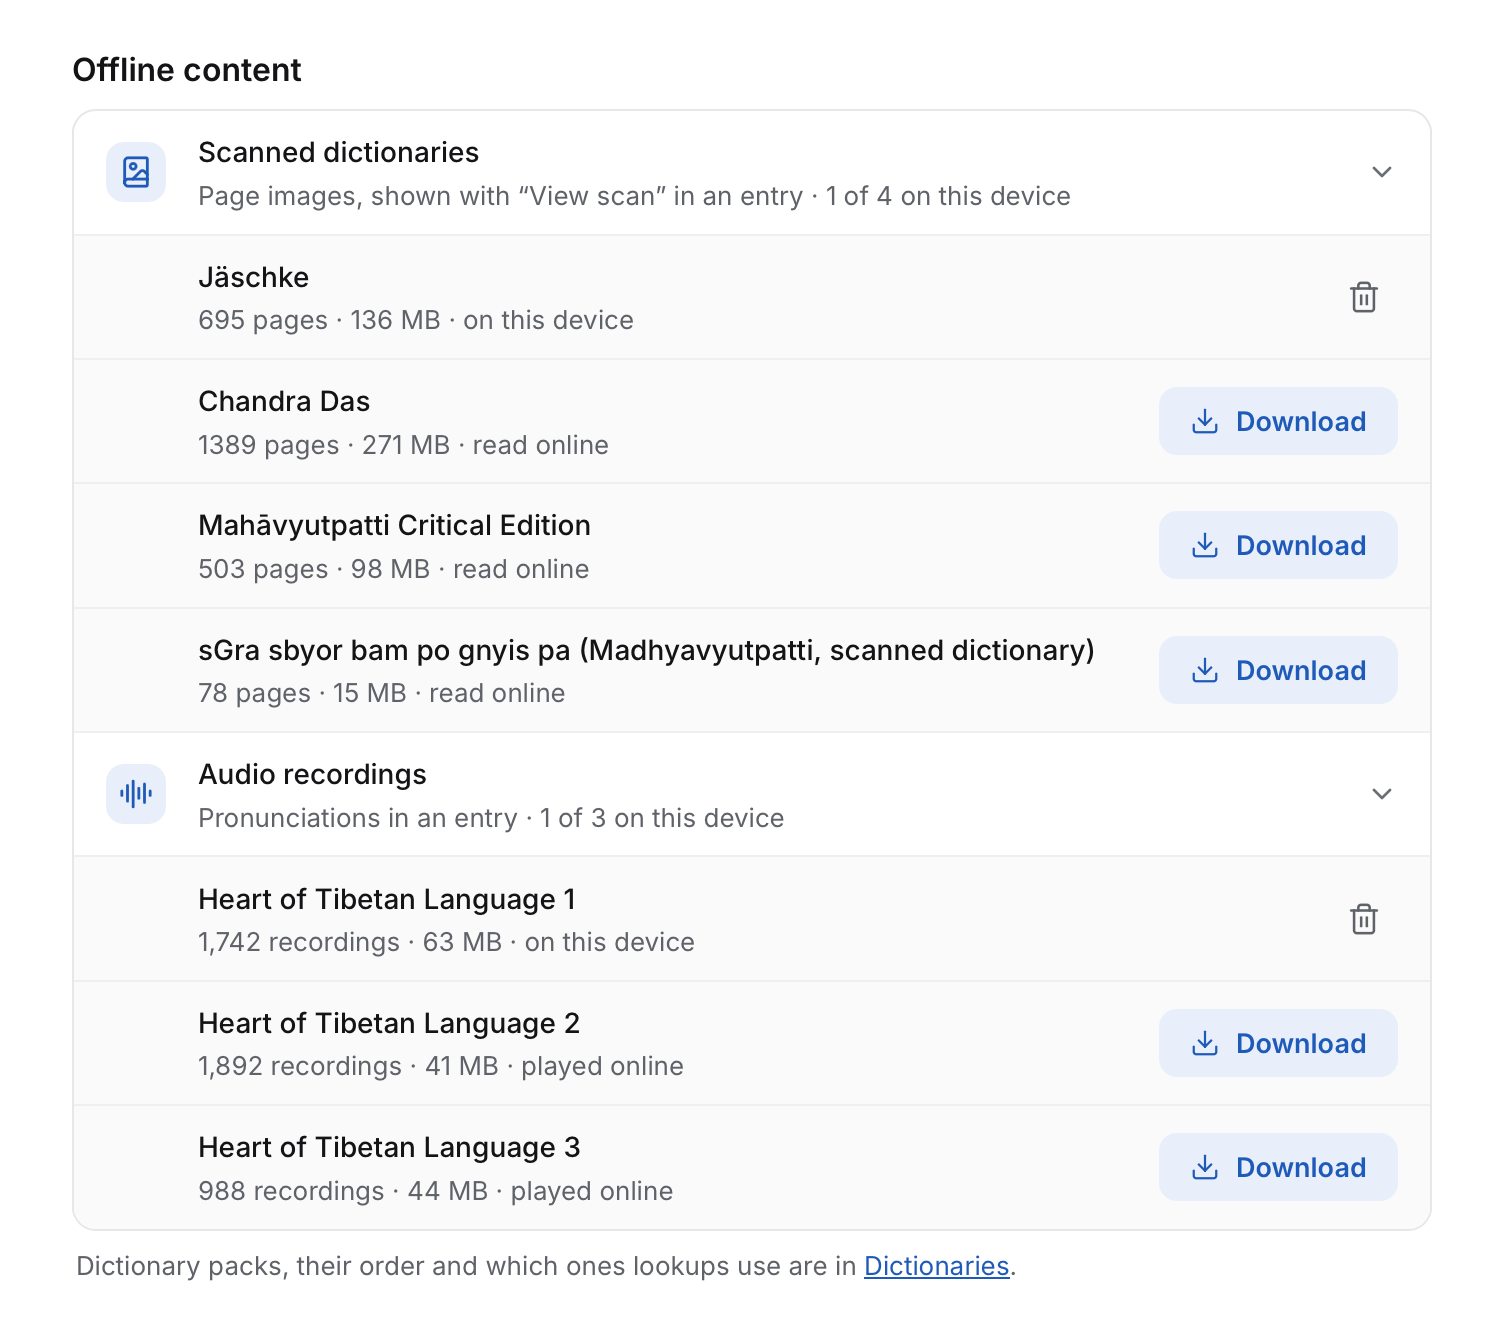 Offline content
Scanned dictionaries
Page images, shown with “View scan” in an entry · 1 of 4 on this device
Jäschke
695 pages · 136 MB · on this device
Chandra Das
1389 pages · 271 MB · read online
Download
Mahāvyutpatti Critical Edition
503 pages · 98 MB · read online
Download
sGra sbyor bam po gnyis pa (Madhyavyutpatti, scanned dictionary)
78 pages · 15 MB · read online
Download
Audio recordings
Pronunciations in an entry · 1 of 3 on this device
Heart of Tibetan Language 1
1,742 recordings · 63 MB · on this device
Heart of Tibetan Language 2
1,892 recordings · 41 MB · played online
Download
Heart of Tibetan Language 3
988 recordings · 44 MB · played online
Download
Dictionary packs, their order and which ones lookups use are in Dictionaries.